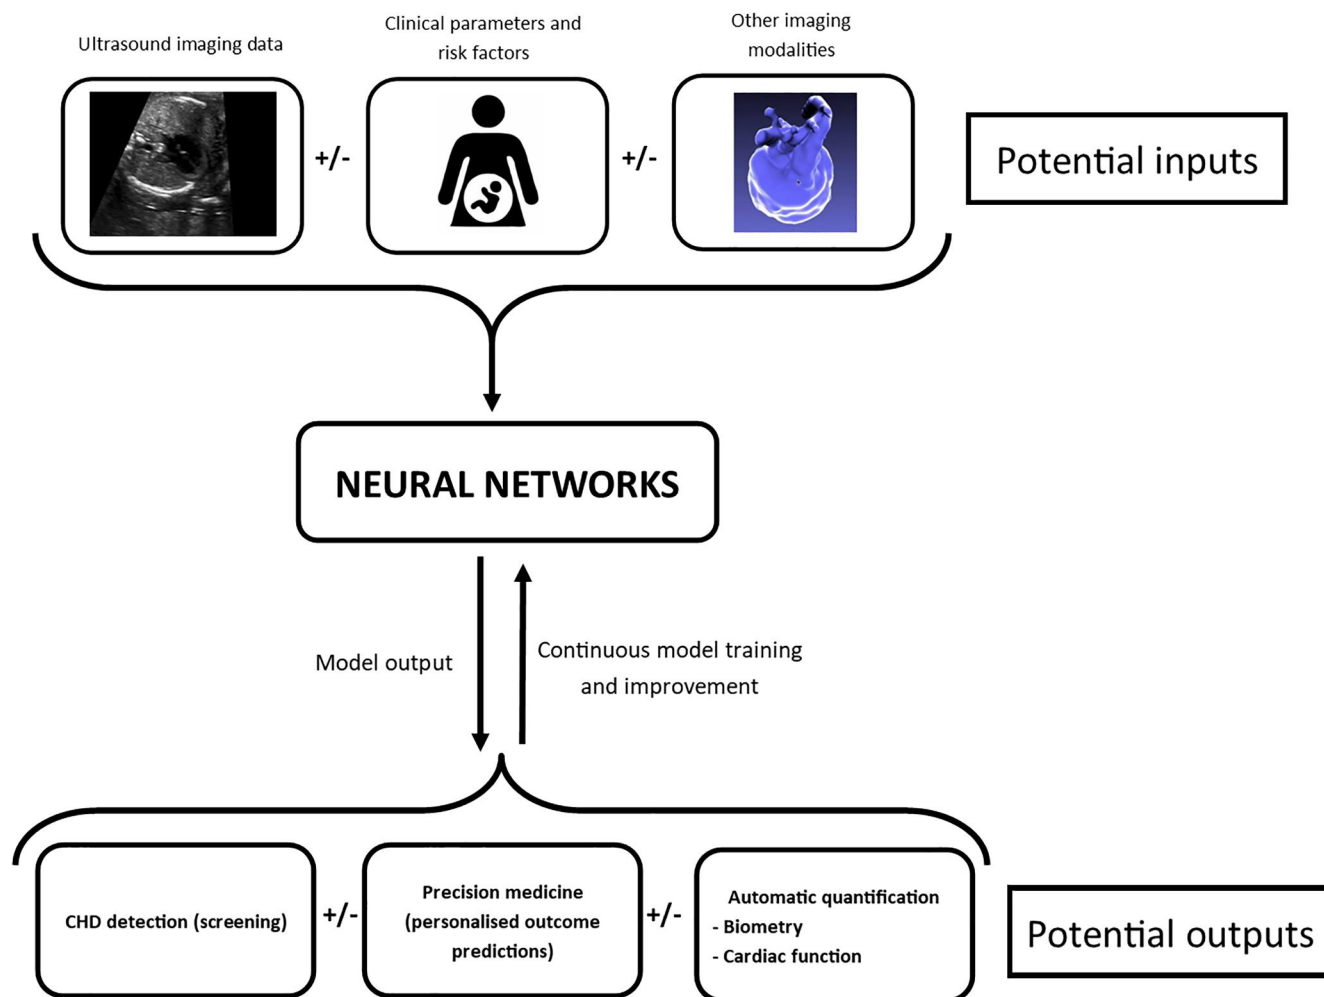 Ultrasound imaging data
Clinical parameters and
risk factors
Other imaging
modalities
+/-
+/-
Potential inputs
NEURAL NETWORKS
Model output
Continuous model training
and improvement
CHD detection (screening)
+/-
Precision medicine
(personalised outcome
predictions)
+/-
Automatic quantification
- Biometry
- Cardiac function
Potential outputs